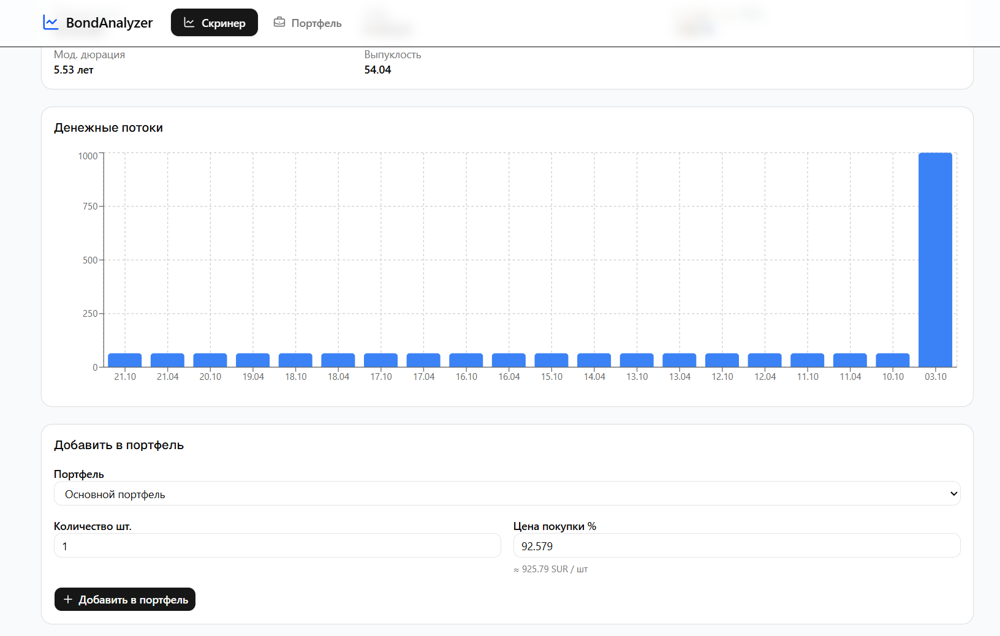 BondAnalyzer Скринер Портфель
Мод. дюрация Выпуклость
5.53 лет 54.04
Денежные потоки
1000
750
500
250
0
21.10 21.04 20.10 19.04 18.10 18.04 17.10 17.04 16.10 16.04 15.10 14.04 13.10 13.04 12.10 12.04 11.10 11.04 10.10 03.10
Добавить в портфель
Портфель
Основной портфель
Количество шт. Цена покупки %
1 92.579
≈ 925.79 SUR / шт
+ Добавить в портфель